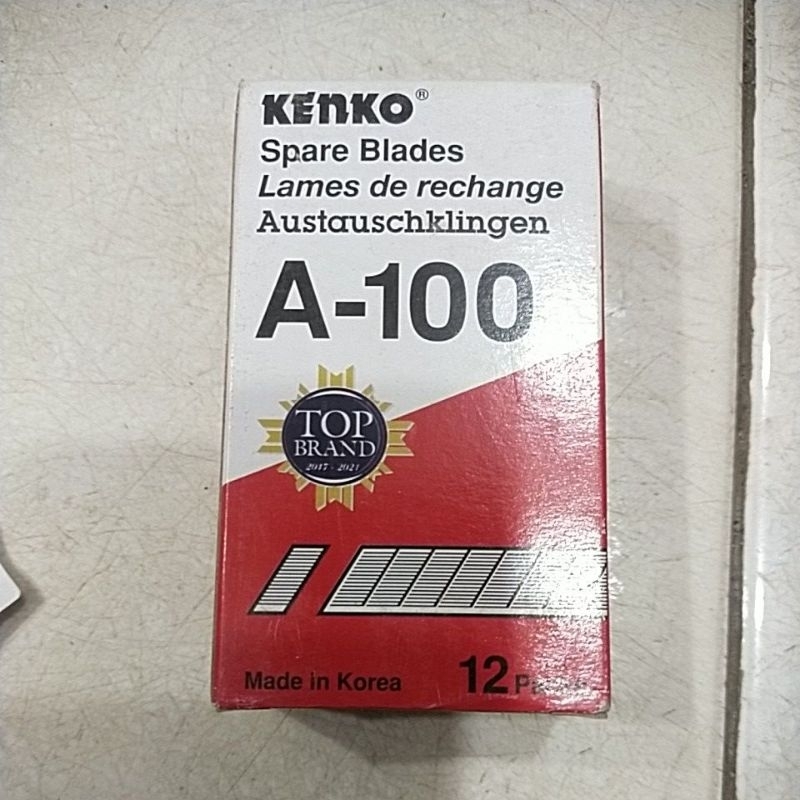 KENKO®
Spare Blades
Lames de rechange
Austauschklingen
A-100
TOP
BRAND
2017 - 2021
Made in Korea
12